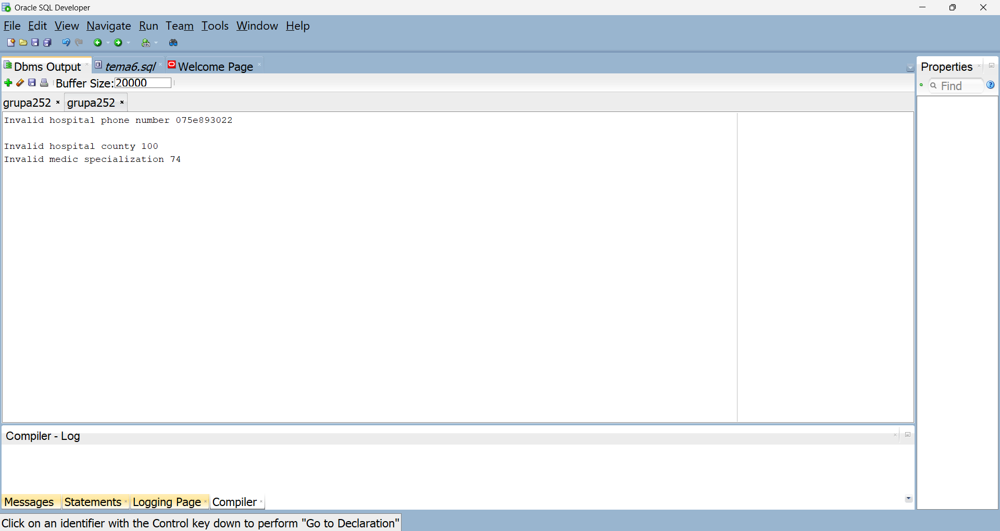 Oracle SQL Developer
File Edit View Navigate Run Team Tools Window Help
Dbms Output tema6.sql Welcome Page
Properties
Buffer Size: 20000
Find
grupa252 grupa252
Invalid hospital phone number 075e893022
Invalid hospital county 100
Invalid medic specialization 74
Compiler - Log
Messages Statements Logging Page Compiler
Click on an identifier with the Control key down to perform "Go to Declaration"